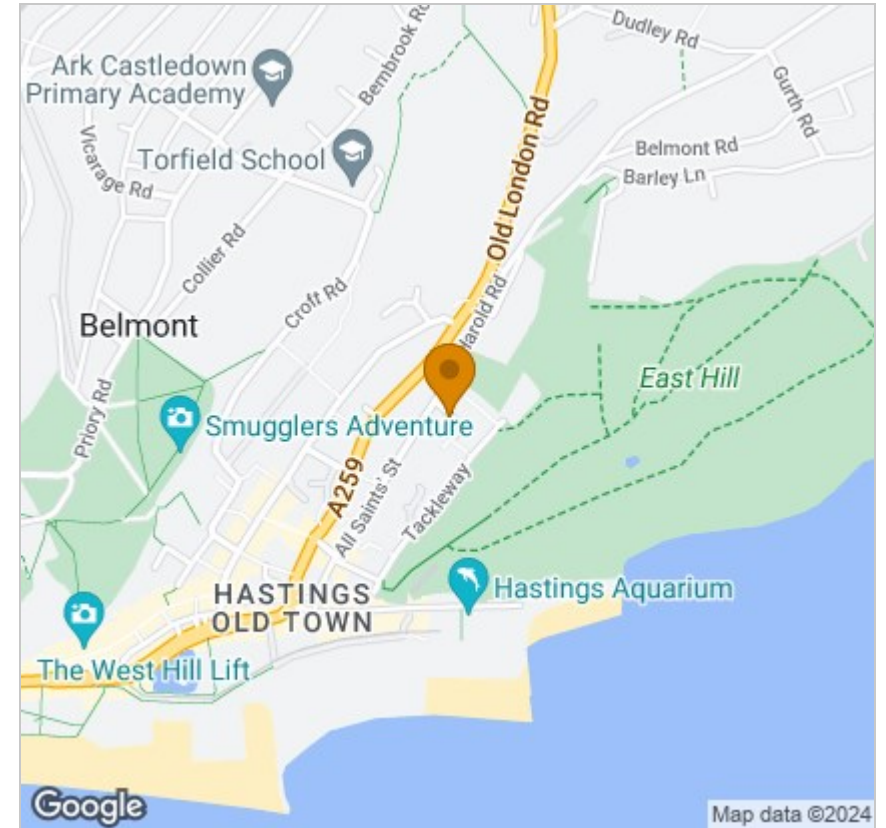 Dudley Rd
Ark Castledown
Primary Academy
Bembrook Rd
Gurth Rd
Old London Rd
Torfield School
Belmont Rd
Barley Ln
Vicarage Rd
Collier Rd
Croft Rd
Harold Rd
Belmont
East Hill
Priory Rd
Smugglers Adventure
A259
All Saints' St
Tackleway
HASTINGS
OLD TOWN
Hastings Aquarium
The West Hill Lift
Google
Map data ©2024